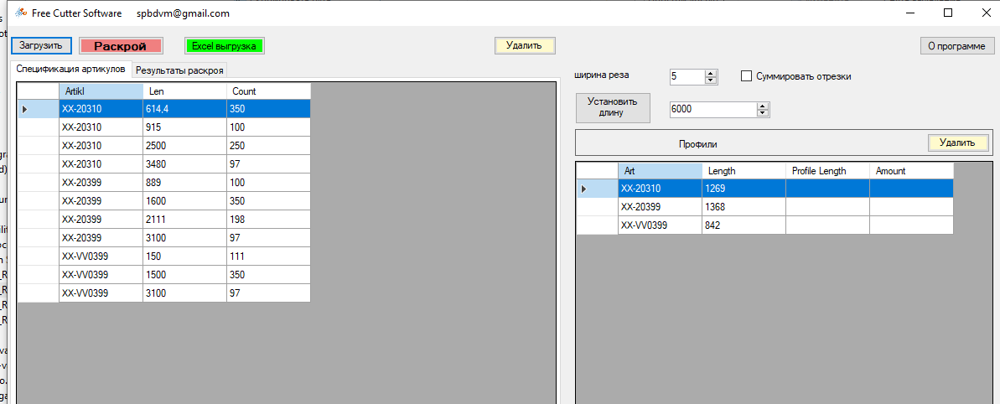 Free Cutter Software spbdvm@gmail.com
Загрузить Раскрой Excel выгрузка Удалить О программе
Спецификация артикулов Результаты раскроя
Artikl Len Count
XX-20310 614,4 350
XX-20310 915 100
XX-20310 2500 250
XX-20310 3480 97
XX-20399 889 100
XX-20399 1600 350
XX-20399 2111 198
XX-20399 3100 97
XX-VV0399 150 111
XX-VV0399 1500 350
XX-VV0399 3100 97
ширина реза 5 Суммировать отрезки
Установить длину 6000
Профили Удалить
Art Length Profile Length Amount
XX-20310 1269
XX-20399 1368
XX-VV0399 842